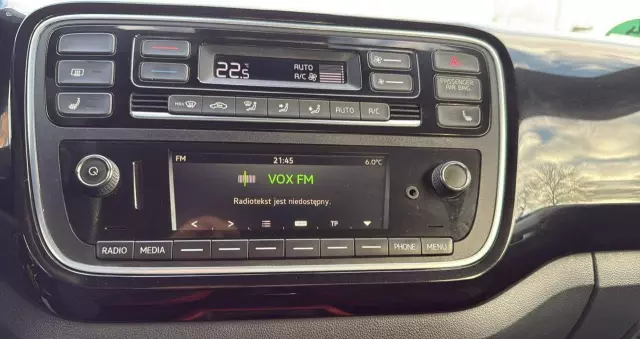 22.5 °C AUTO
A/C
PASSENGER
AIR BAG
MAX
AUTO
A/C
FM 21:45 6.0°C
VOX FM
Radiotekst jest niedostępny.
< > TP
RADIO MEDIA PHONE MENU